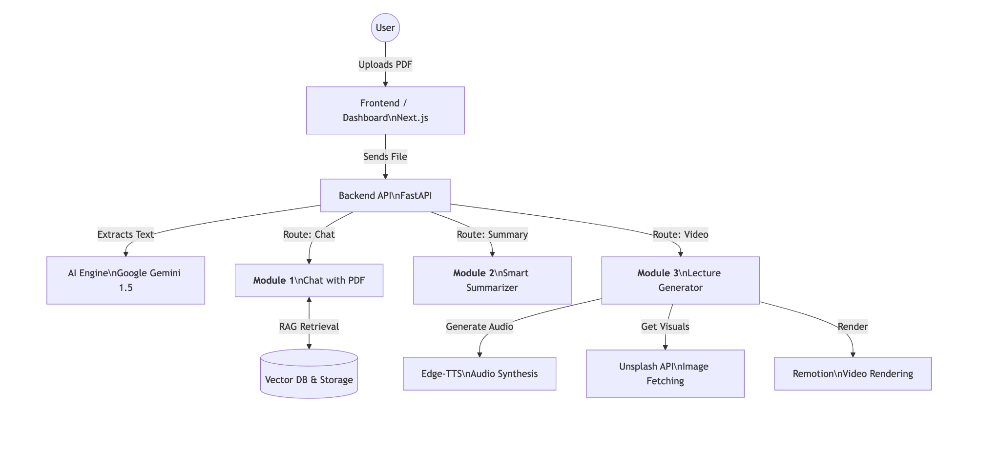 User
Uploads PDF
Frontend /
Dashboard\nNext.js
Sends File
Backend API\nFastAPI
Extracts Text
Route: Chat
Route: Summary
Route: Video
AI Engine\nGoogle Gemini
1.5
Module 1\nChat with PDF
Module 2\nSmart
Summarizer
Module 3\nLecture
Generator
RAG Retrieval
Generate Audio
Get Visuals
Render
Vector DB & Storage
Edge-TTS\nAudio Synthesis
Unsplash API\nImage
Fetching
Remotion\nVideo Rendering